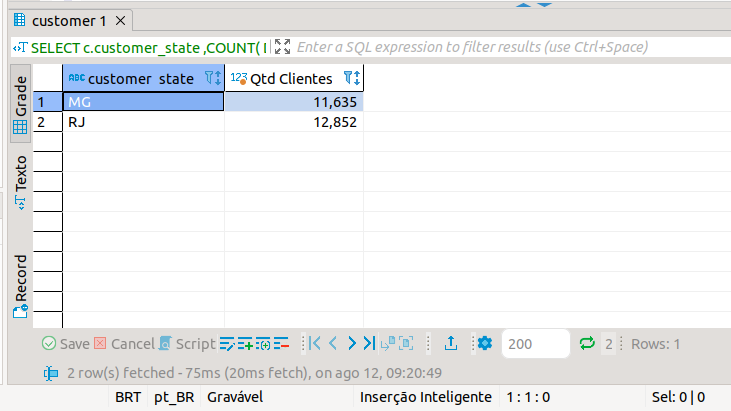 customer 1
SELECT c.customer_state ,COUNT( Enter a SQL expression to filter results (use Ctrl+Space)
Grade
Texto
Record
ABC customer_state 123 Qtd Clientes
1 MG 11,635
2 RJ 12,852
Save Cancel Script 200 2 Rows: 1
2 row(s) fetched - 75ms (20ms fetch), on ago 12, 09:20:49
BRT pt_BR Gravável Inserção Inteligente 1 : 1 : 0 Sel: 0 | 0